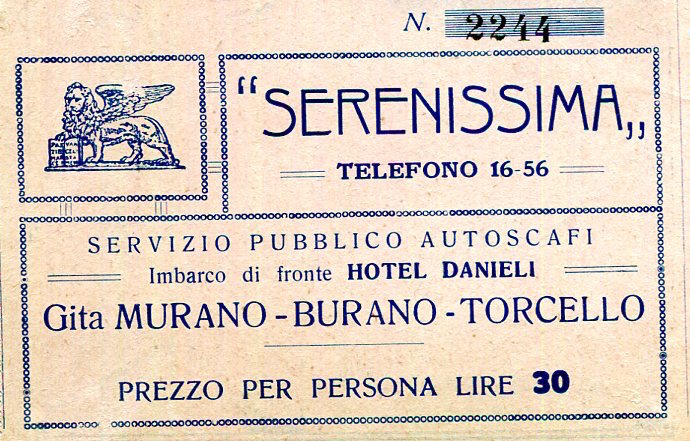 N. 2244
"SERENISSIMA„
TELEFONO 16-56
SERVIZIO PUBBLICO AUTOSCAFI
Imbarco di fronte HOTEL DANIELI
Gita MURANO - BURANO - TORCELLO
PREZZO PER PERSONA LIRE 30